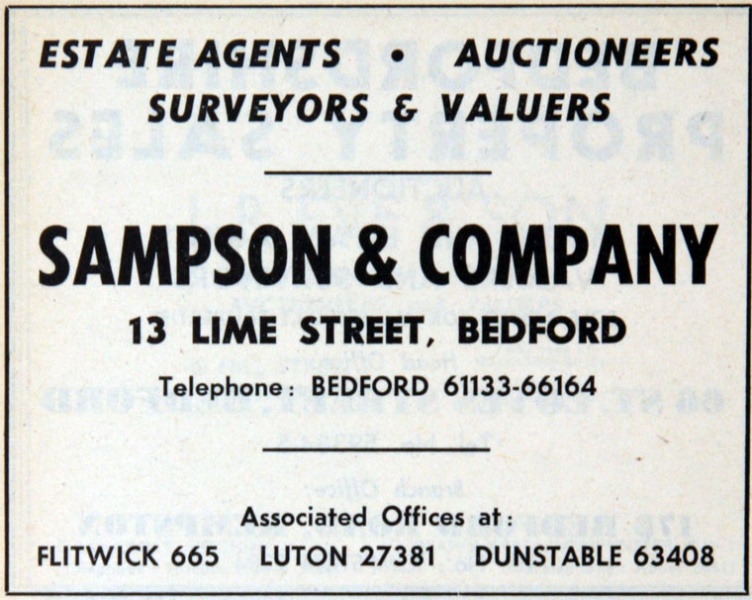 ESTATE AGENTS • AUCTIONEERS
SURVEYORS & VALUERS
SAMPSON & COMPANY
13 LIME STREET, BEDFORD
Telephone: BEDFORD 61133-66164
Associated Offices at:
FLITWICK 665 LUTON 27381 DUNSTABLE 63408